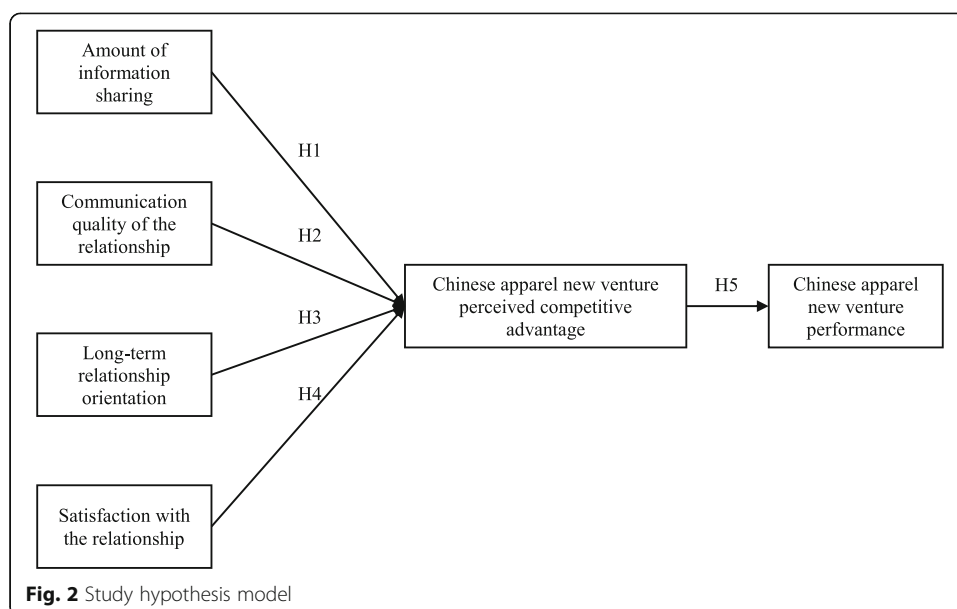 Amount of
information
sharing
H1
Communication
quality of the
relationship
H2
Chinese apparel new venture
perceived competitive
advantage
H5
Chinese apparel
new venture
performance
H3
Long-term
relationship
orientation
H4
Satisfaction with
the relationship
Fig. 2 Study hypothesis model